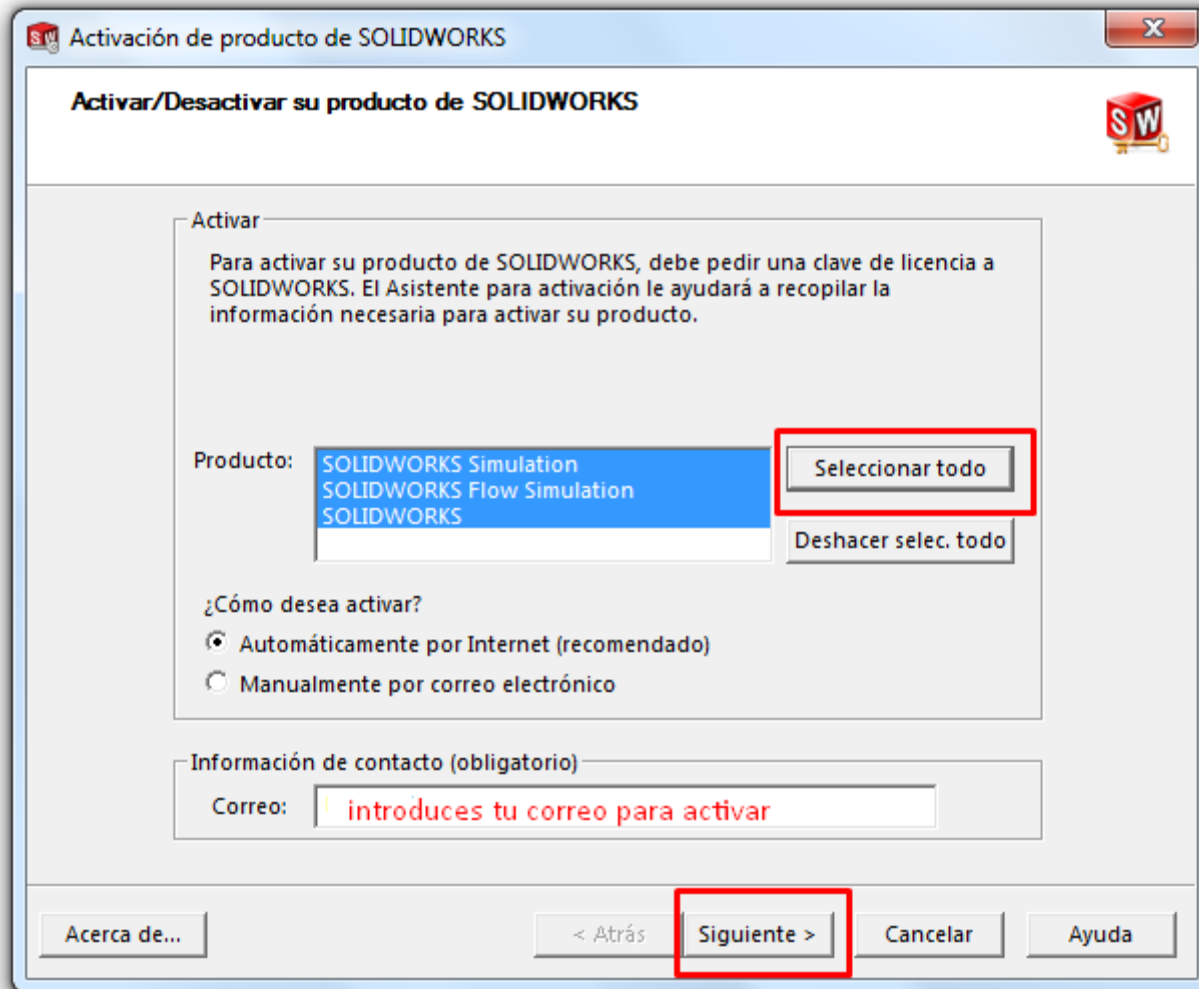 Activación de producto de SOLIDWORKS
Activar/Desactivar su producto de SOLIDWORKS
SW
Activar
Para activar su producto de SOLIDWORKS, debe pedir una clave de licencia a
SOLIDWORKS. El Asistente para activación le ayudará a recopilar la
información necesaria para activar su producto.
Producto:
SOLIDWORKS Simulation
SOLIDWORKS Flow Simulation
SOLIDWORKS
Seleccionar todo
Deshacer selec. todo
¿Cómo desea activar?
Automáticamente por Internet (recomendado)
Manualmente por correo electrónico
Información de contacto (obligatorio)
Correo: introduces tu correo para activar
Acerca de... < Atrás Siguiente > Cancelar Ayuda